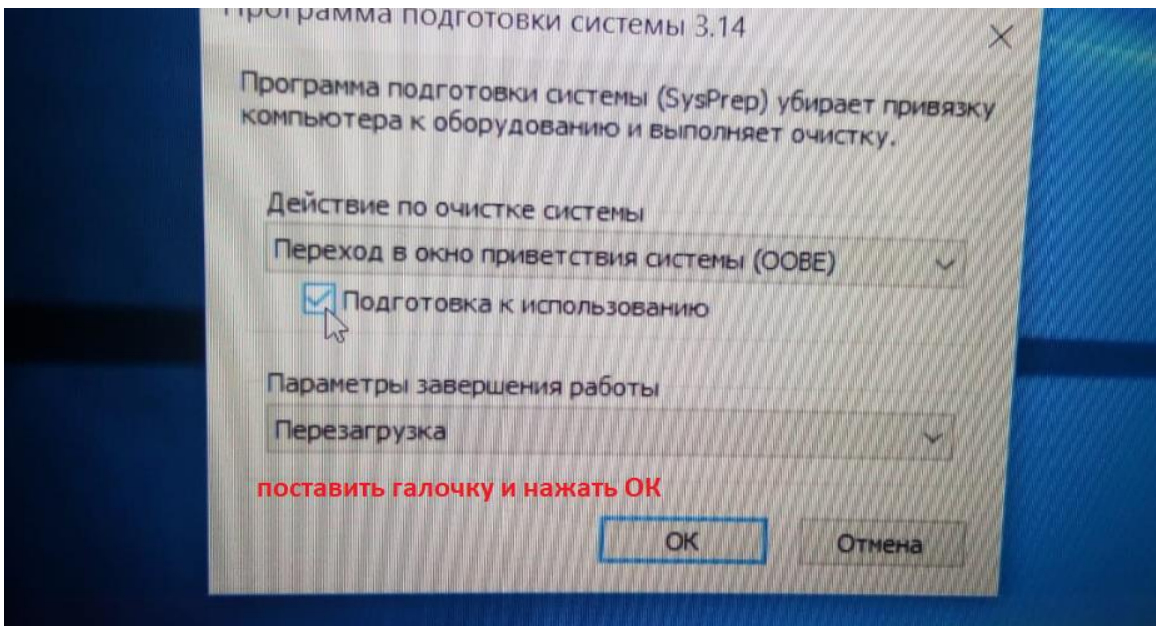 Программа подготовки системы 3.14
Программа подготовки системы (SysPrep) убирает привязку
компьютера к оборудованию и выполняет очистку.
Действие по очистке системы
Переход в окно приветствия системы (OOBE)
Подготовка к использованию
Параметры завершения работы
Перезагрузка
поставить галочку и нажать ОК
ОК
Отмена